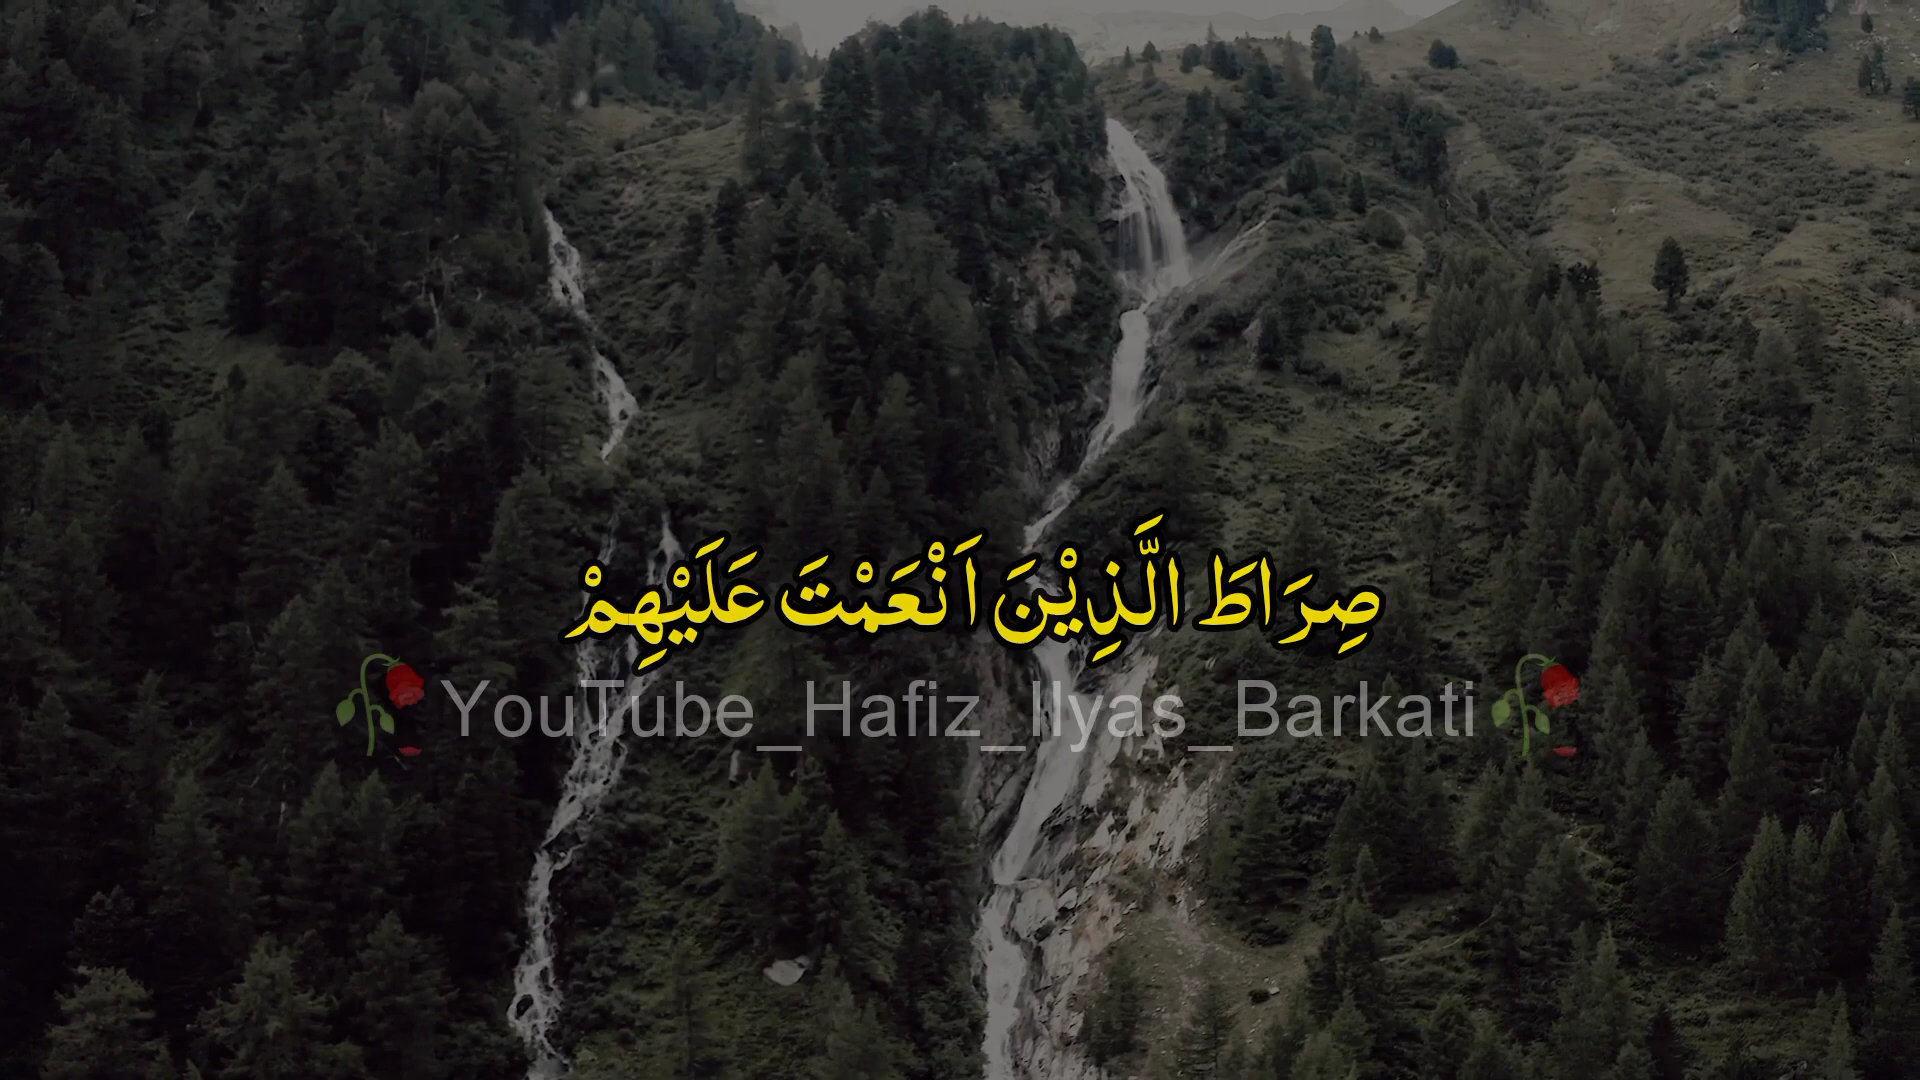 صِرَاطَ الَّذِيْنَ اَنْعَمْتَ عَلَيْهِمْ
🥀YouTube_Hafiz_Ilyas_Barkati🥀